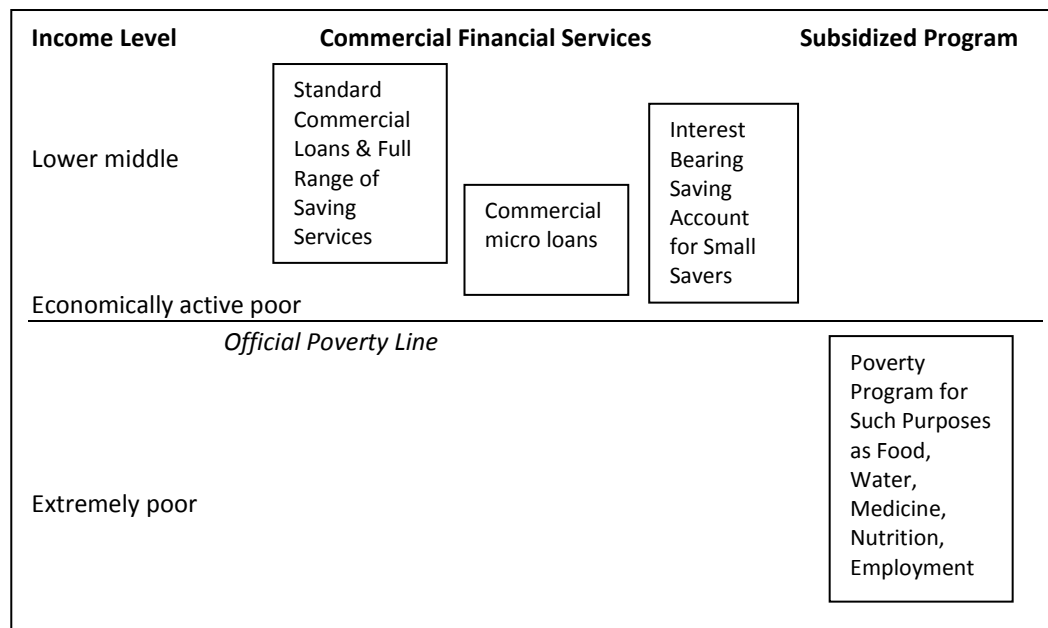 Income Level Commercial Financial Services Subsidized Program
Standard
Commercial
Loans & Full
Range of
Saving
Services
Lower middle
Commercial
micro loans
Interest
Bearing
Saving
Account
for Small
Savers
Economically active poor
Official Poverty Line
Poverty
Program for
Such Purposes
as Food,
Water,
Medicine,
Nutrition,
Employment
Extremely poor